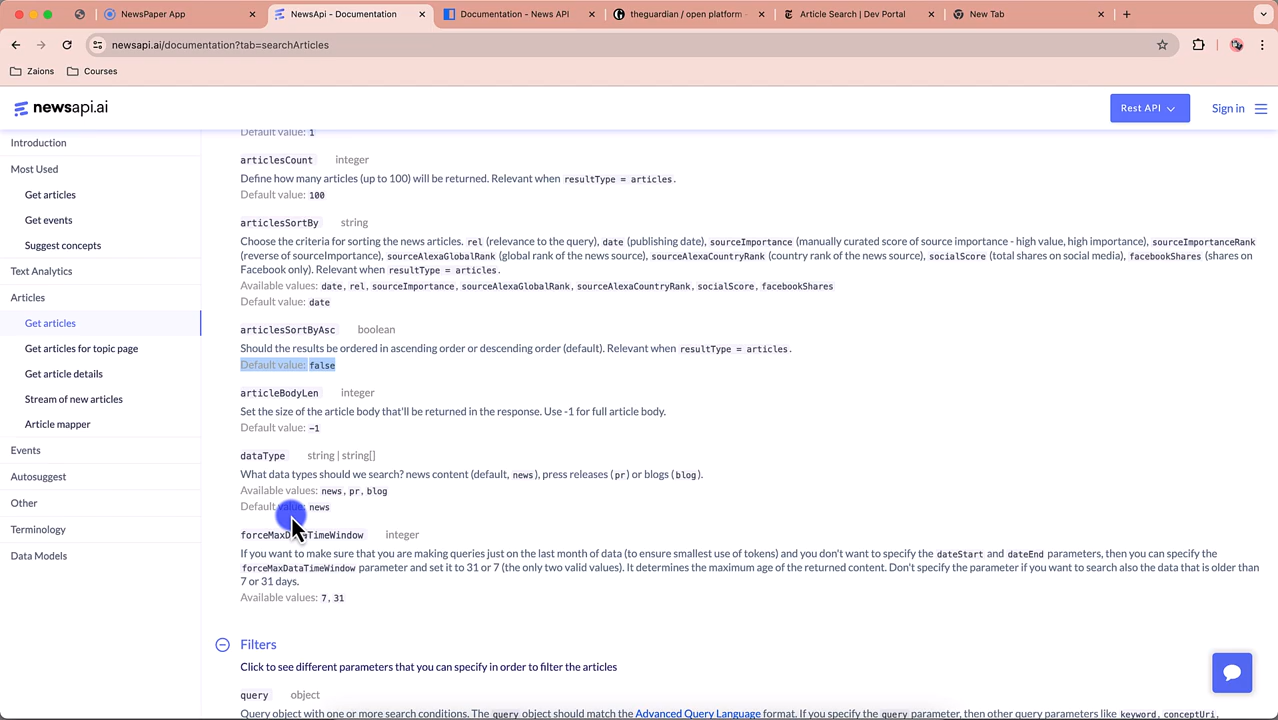 NewsPaper App
NewsApi - Documentation
Documentation - News API
theguardian / open platform -
Article Search | Dev Portal
New Tab
newsapi.ai/documentation?tab=searchArticles
Zaions
Courses
newsapi.ai
Rest API
Sign in
Introduction
Most Used
Get articles
Get events
Suggest concepts
Text Analytics
Articles
Get articles
Get articles for topic page
Get article details
Stream of new articles
Article mapper
Events
Autosuggest
Other
Terminology
Data Models
Default value: 1
articlesCount integer
Define how many articles (up to 100) will be returned. Relevant when resultType = articles.
Default value: 100
articlesSortBy string
Choose the criteria for sorting the news articles. rel (relevance to the query), date (publishing date), sourceImportance (manually curated score of source importance - high value, high importance), sourceImportanceRank
(reverse of sourceImportance), sourceAlexaGlobalRank (global rank of the news source), sourceAlexaCountryRank (country rank of the news source), socialScore (total shares on social media), facebookShares (shares on
Facebook only). Relevant when resultType = articles.
Available values: date, rel, sourceImportance, sourceAlexaGlobalRank, sourceAlexaCountryRank, socialScore, facebookShares
Default value: date
articlesSortByAsc boolean
Should the results be ordered in ascending order or descending order (default). Relevant when resultType = articles.
Default value: false
articleBodyLen integer
Set the size of the article body that'll be returned in the response. Use -1 for full article body.
Default value: -1
dataType string | string[]
What data types should we search? news content (default, news), press releases (pr) or blogs (blog).
Available values: news, pr, blog
Default value: news
forceMaxDataTimeWindow integer
If you want to make sure that you are making queries just on the last month of data (to ensure smallest use of tokens) and you don't want to specify the dateStart and dateEnd parameters, then you can specify the
forceMaxDataTimeWindow parameter and set it to 31 or 7 (the only two valid values). It determines the maximum age of the returned content. Don't specify the parameter if you want to search also the data that is older than
7 or 31 days.
Available values: 7, 31
Filters
Click to see different parameters that you can specify in order to filter the articles
query object
Query object with one or more search conditions. The query object should match the Advanced Query Language format. If you specify the query parameter, then other query parameters like keyword, conceptUri,